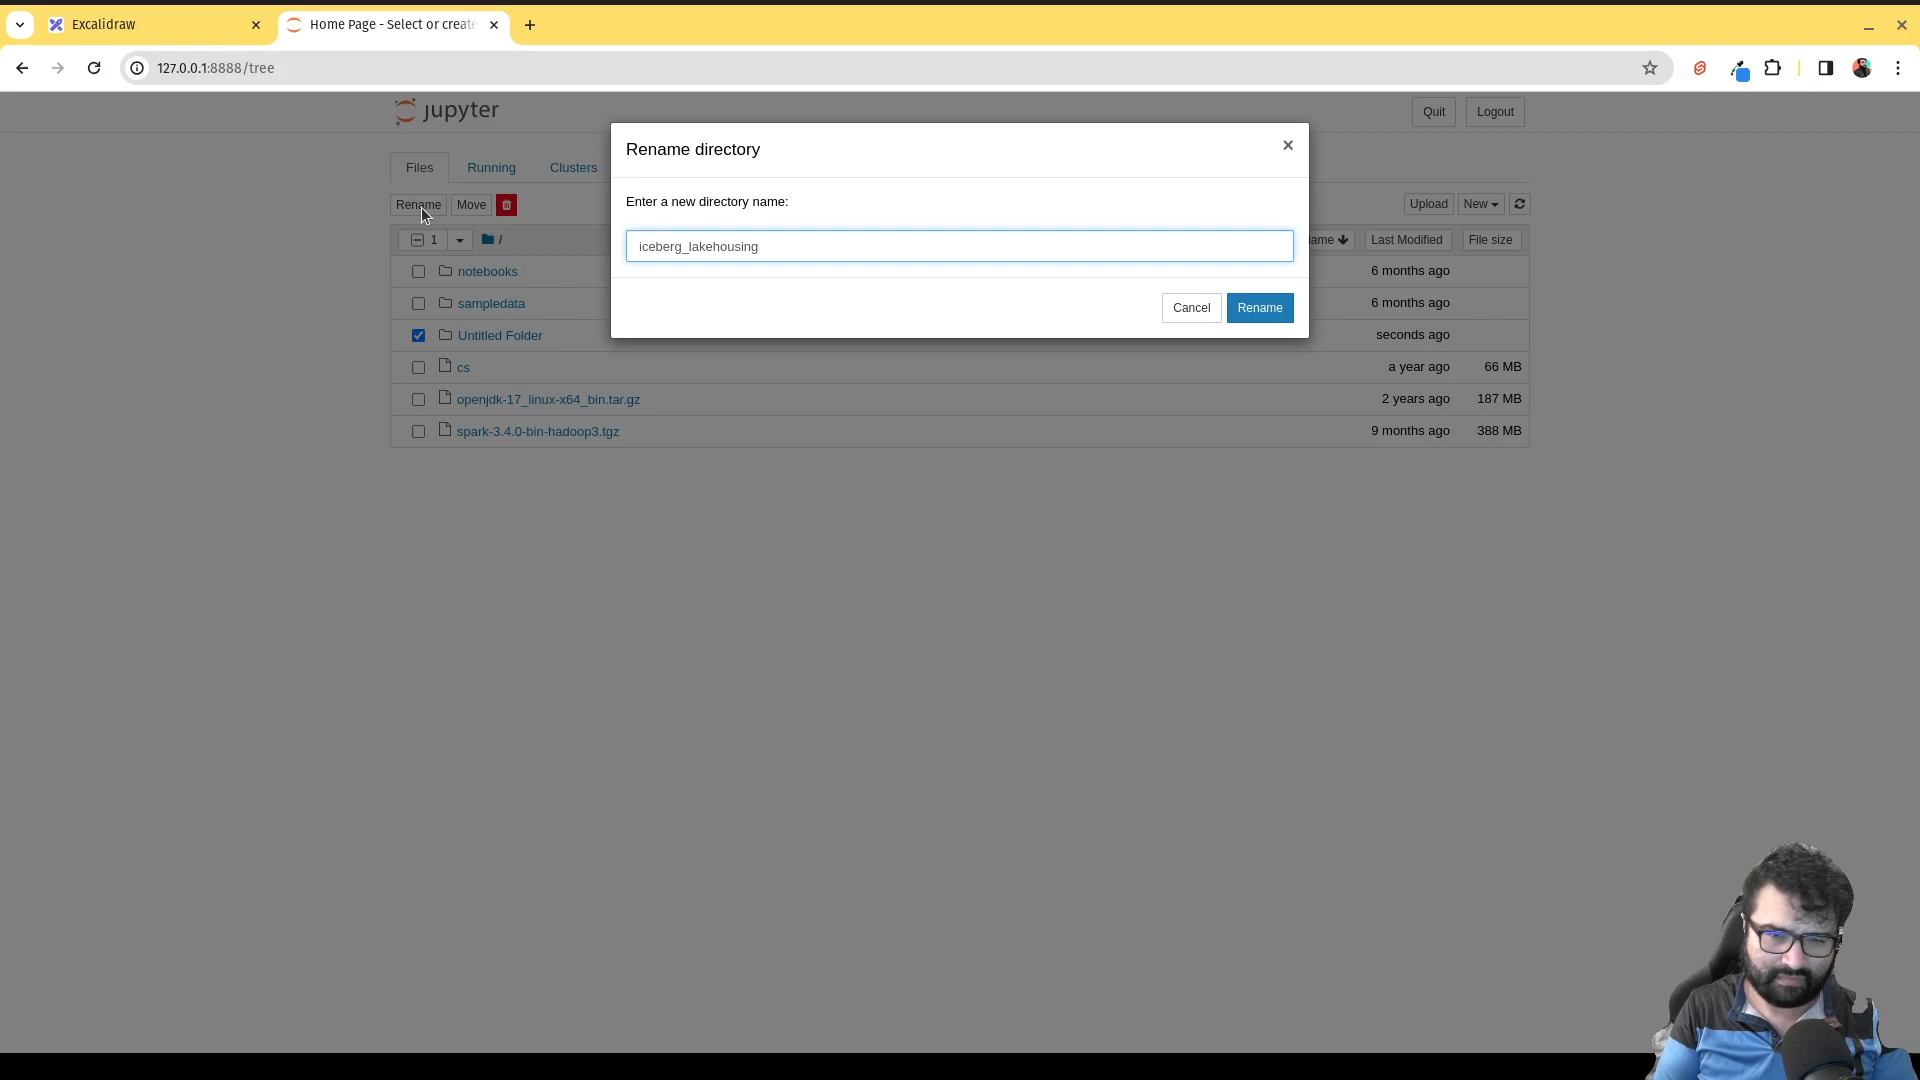 Excalidraw
Home Page - Select or create
127.0.0.1:8888/tree
jupyter
Quit
Logout
Files
Running
Clusters
Rename
Move
Upload
New
1
/
ame
Last Modified
File size
notebooks
6 months ago
sampledata
6 months ago
Untitled Folder
seconds ago
cs
a year ago
66 MB
openjdk-17_linux-x64_bin.tar.gz
2 years ago
187 MB
spark-3.4.0-bin-hadoop3.tgz
9 months ago
388 MB
Rename directory
Enter a new directory name:
iceberg_lakehousing
Cancel
Rename